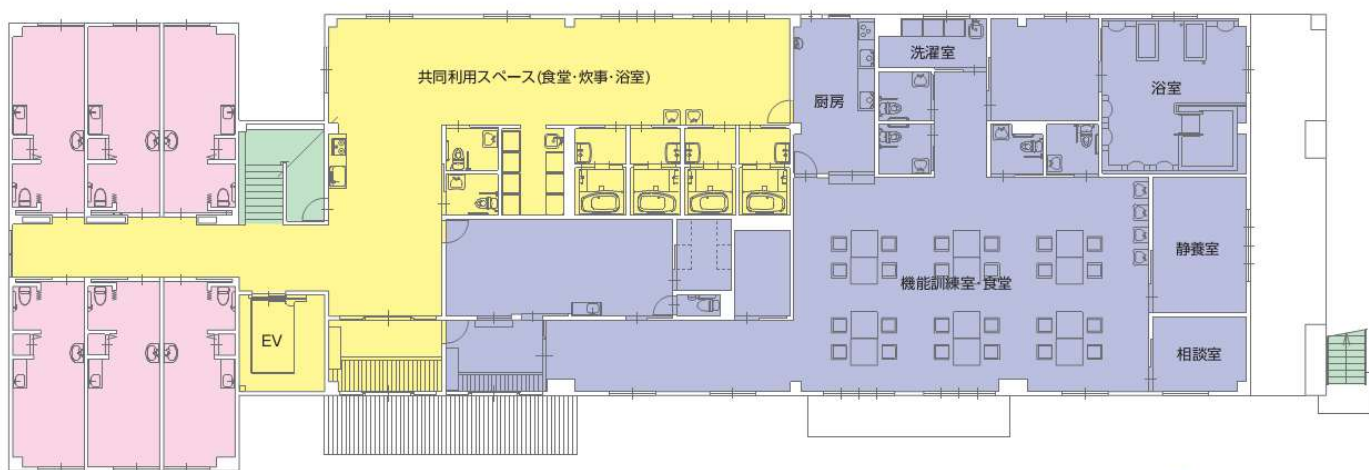 洗濯室
共同利用スペース(食堂・炊事・浴室)
浴室
厨房
静養室
機能訓練室・食堂
EV
相談室